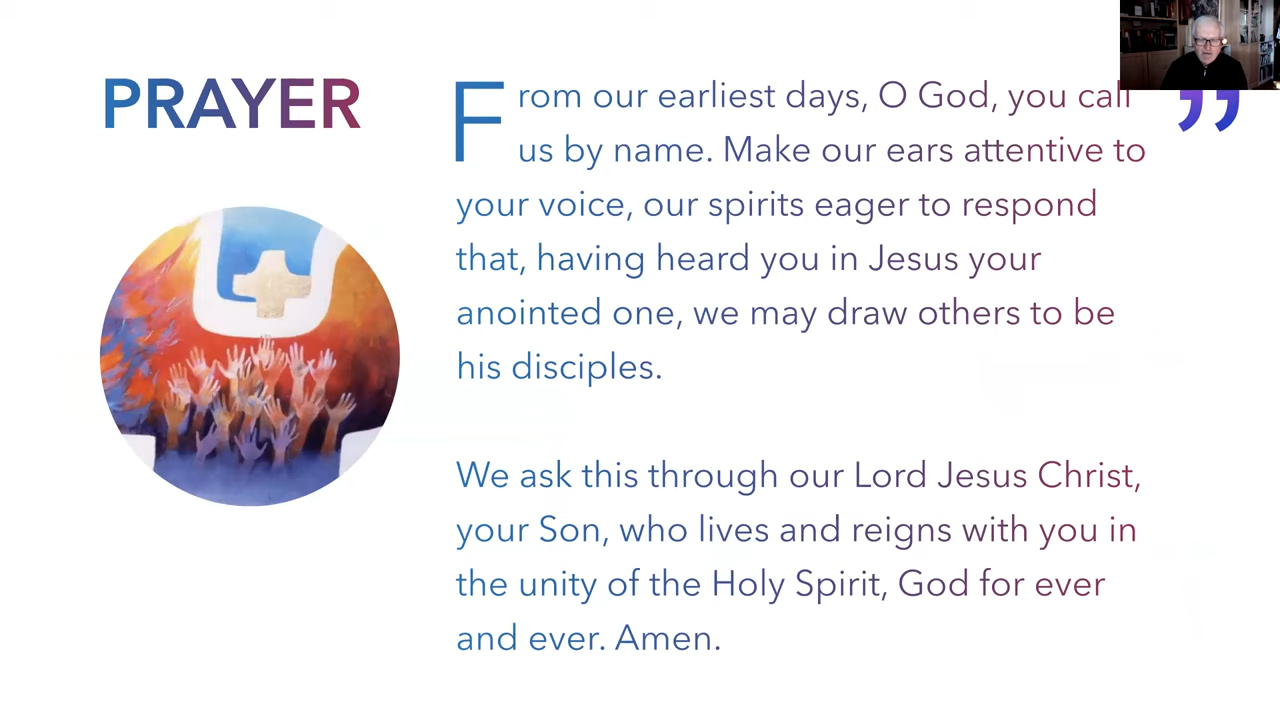 PRAYER
From our earliest days, O God, you call
us by name. Make our ears attentive to
your voice, our spirits eager to respond
that, having heard you in Jesus your
anointed one, we may draw others to be
his disciples.
We ask this through our Lord Jesus Christ,
your Son, who lives and reigns with you in
the unity of the Holy Spirit, God for ever
and ever. Amen.
”